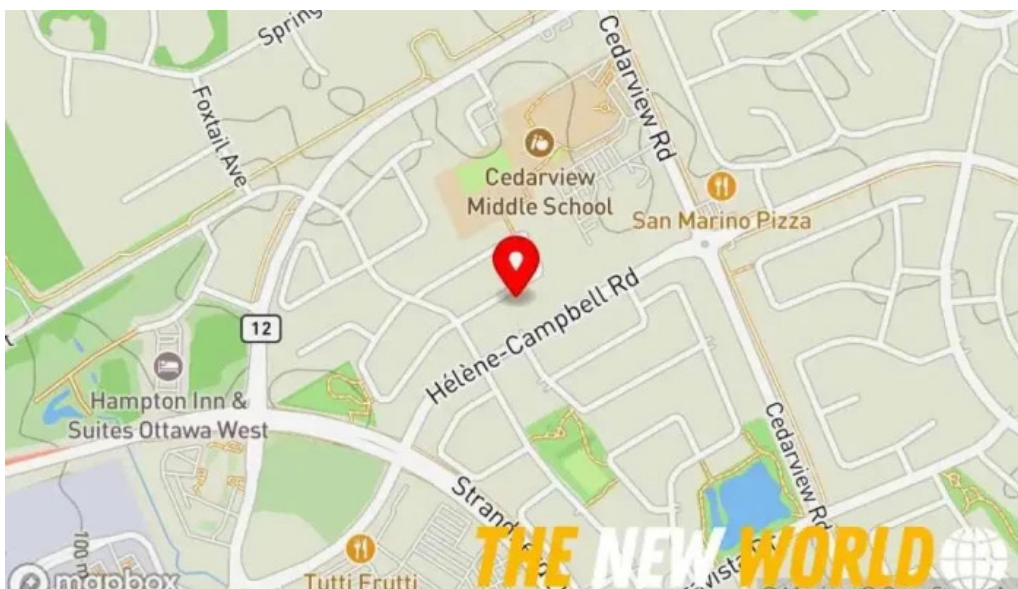 Spring
Foxtail Ave
Cedarview Rd
Cedarview
Middle School
San Marino Pizza
12
Hélène-Campbell Rd
Hampton Inn &
Suites Ottawa West
Cedarview Rd
Strand
100 m
Tutti Frutti
THE NEW WORLD
mapbox